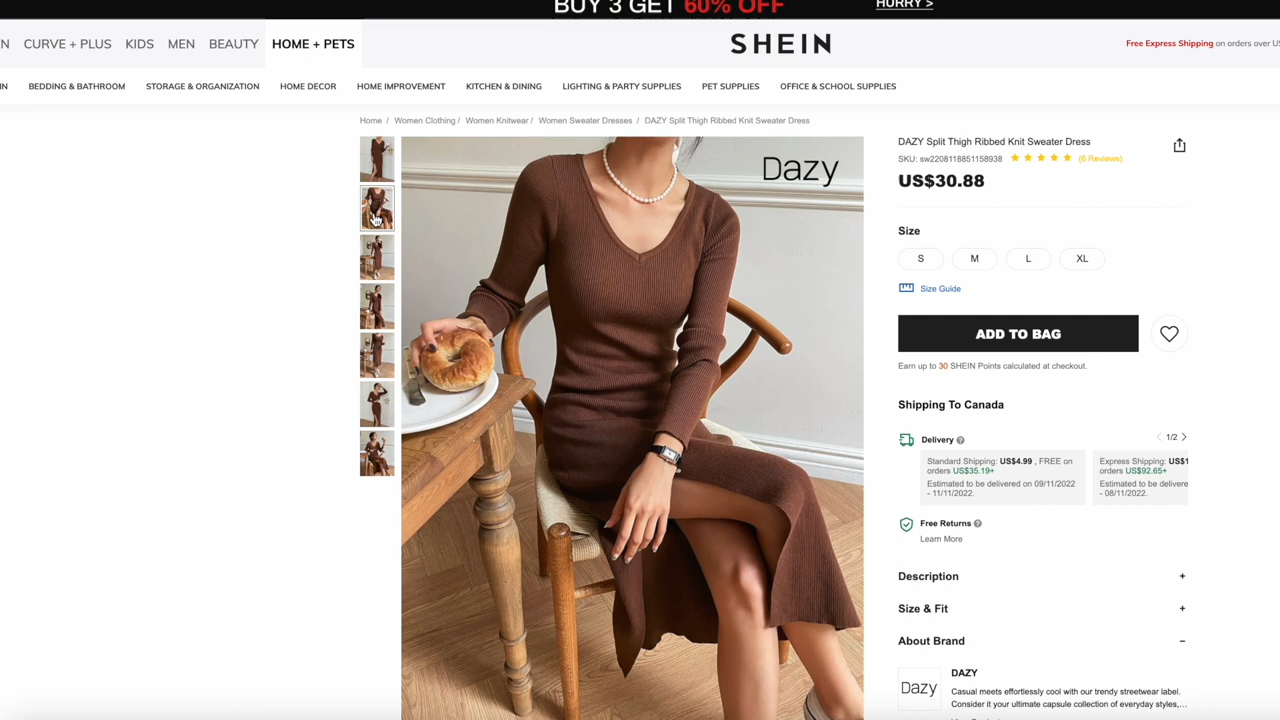 BUY 3 GET 60% OFF
HURRY >
N CURVE + PLUS KIDS MEN BEAUTY HOME + PETS
SHEIN
Free Express Shipping on orders over US
IN BEDDING & BATHROOM STORAGE & ORGANIZATION HOME DECOR HOME IMPROVEMENT KITCHEN & DINING LIGHTING & PARTY SUPPLIES PET SUPPLIES OFFICE & SCHOOL SUPPLIES
Home / Women Clothing / Women Knitwear / Women Sweater Dresses / DAZY Split Thigh Ribbed Knit Sweater Dress
Dazy
DAZY Split Thigh Ribbed Knit Sweater Dress
SKU: sw2208118851158938 (6 Reviews)
US$30.88
Size
S M L XL
Size Guide
ADD TO BAG
Earn up to 30 SHEIN Points calculated at checkout.
Shipping To Canada
Delivery ?
< 1/2 >
Standard Shipping: US$4.99 , FREE on
orders US$35.19+
Estimated to be delivered on 09/11/2022
- 11/11/2022.
Express Shipping: US$1
orders US$92.65+
Estimated to be delivere
- 08/11/2022.
Free Returns ?
Learn More
Description +
Size & Fit +
About Brand −
Dazy
DAZY
Casual meets effortlessly cool with our trendy streetwear label.
Consider it your ultimate capsule collection of everyday styles,...